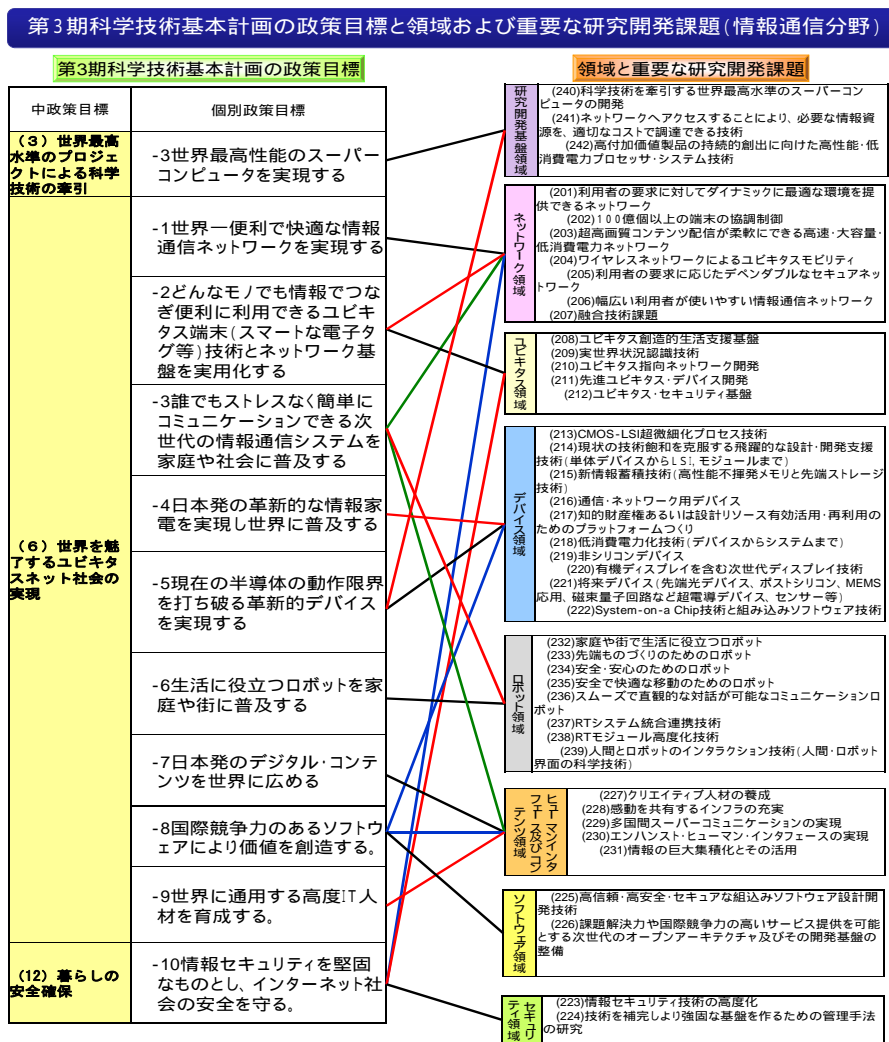 第3期科学技術基本計画の政策目標と領域および重要な研究開発課題(情報通信分野)
第3期科学技術基本計画の政策目標
中政策目標
個別政策目標
(3)世界最高
水準のプロジェ
クトによる科学
技術の牽引
-3世界最高性能のスーパー
コンピュータを実現する
(6)世界を魅
了するユビキタ
スネット社会の
実現
-1世界一便利で快適な情報
通信ネットワークを実現する
-2どんなモノでも情報でつな
ぎ便利に利用できるユビキ
タス端末(スマートな電子タ
グ等)技術とネットワーク基
盤を実用化する
-3誰でもストレスなく簡単に
コミュニケーションできる次
世代の情報通信システムを
家庭や社会に普及する
-4日本発の革新的な情報家
電を実現し世界に普及する
-5現在の半導体の動作限界
を打ち破る革新的デバイス
を実現する
-6生活に役立つロボットを家
庭や街に普及する
-7日本発のデジタル・コンテ
ンツを世界に広める
-8国際競争力のあるソフトウ
ェアにより価値を創造する。
-9世界に通用する高度IT人
材を育成する。
(12)暮らしの
安全確保
-10情報セキュリティを堅固
なものとし、インターネット社
会の安全を守る。
領域と重要な研究開発課題
研究開発基盤領域
(240)科学技術を牽引する世界最高水準のスーパーコン
ピュータの開発
(241)ネットワークへアクセスすることにより、必要な情報資
源を、適切なコストで調達できる技術
(242)高付加価値製品の持続的創出に向けた高性能・低
消費電力プロセッサ・システム技術
ネットワーク領域
(201)利用者の要求に対してダイナミックに最適な環境を提
供できるネットワーク
(202)100億個以上の端末の協調制御
(203)超高画質コンテンツ配信が柔軟にできる高速・大容量・
低消費電力ネットワーク
(204)ワイヤレスネットワークによるユビキタスモビリティ
(205)利用者の要求に応じたデペンダブルなセキュアネッ
トワーク
(206)幅広い利用者が使いやすい情報通信ネットワーク
(207)融合技術課題
ユビキタス領域
(208)ユビキタス創造的生活支援基盤
(209)実世界状況認識技術
(210)ユビキタス指向ネットワーク開発
(211)先進ユビキタス・デバイス開発
(212)ユビキタス・セキュリティ基盤
デバイス領域
(213)CMOS-LSI超微細化プロセス技術
(214)現状の技術飽和を克服する飛躍的な設計・開発支援
技術(単体デバイスからLSI、モジュールまで)
(215)新情報蓄積技術(高性能不揮発メモリと先端ストレージ
技術)
(216)通信・ネットワーク用デバイス
(217)知的財産権あるいは設計リソース有効活用・再利用の
ためのプラットフォームつくり
(218)低消費電力化技術(デバイスからシステムまで)
(219)非シリコンデバイス
(220)有機ディスプレイを含む次世代ディスプレイ技術
(221)将来デバイス(先端光デバイス、ポストシリコン、MEMS
応用、磁束量子回路など超電導デバイス、センサー等)
(222)System-on-a Chip技術と組み込みソフトウェア技術
ロボット領域
(232)家庭や街で生活に役立つロボット
(233)先端ものづくりのためのロボット
(234)安全・安心のためのロボット
(235)安全で快適な移動のためのロボット
(236)スムーズで直観的な対話が可能なコミュニケーションロ
ボット
(237)RTシステム統合連携技術
(238)RTモジュール高度化技術
(239)人間とロボットのインタラクション技術(人間・ロボット
界面の科学技術)
ヒューマンインタ
フェース及びコン
テンツ領域
(227)クリエイティブ人材の養成
(228)感動を共有するインフラの充実
(229)多国間スーパーコミュニケーションの実現
(230)エンハンスト・ヒューマン・インタフェースの実現
(231)情報の巨大集積化とその活用
ソフトウェア領域
(225)高信頼・高安全・セキュアな組込みソフトウェア設計開
発技術
(226)課題解決力や国際競争力の高いサービス提供を可能
とする次世代のオープンアーキテクチャ及びその開発基盤の
整備
セキュリ
ティ領域
(223)情報セキュリティ技術の高度化
(224)技術を補完しより強固な基盤を作るための管理手法
の研究